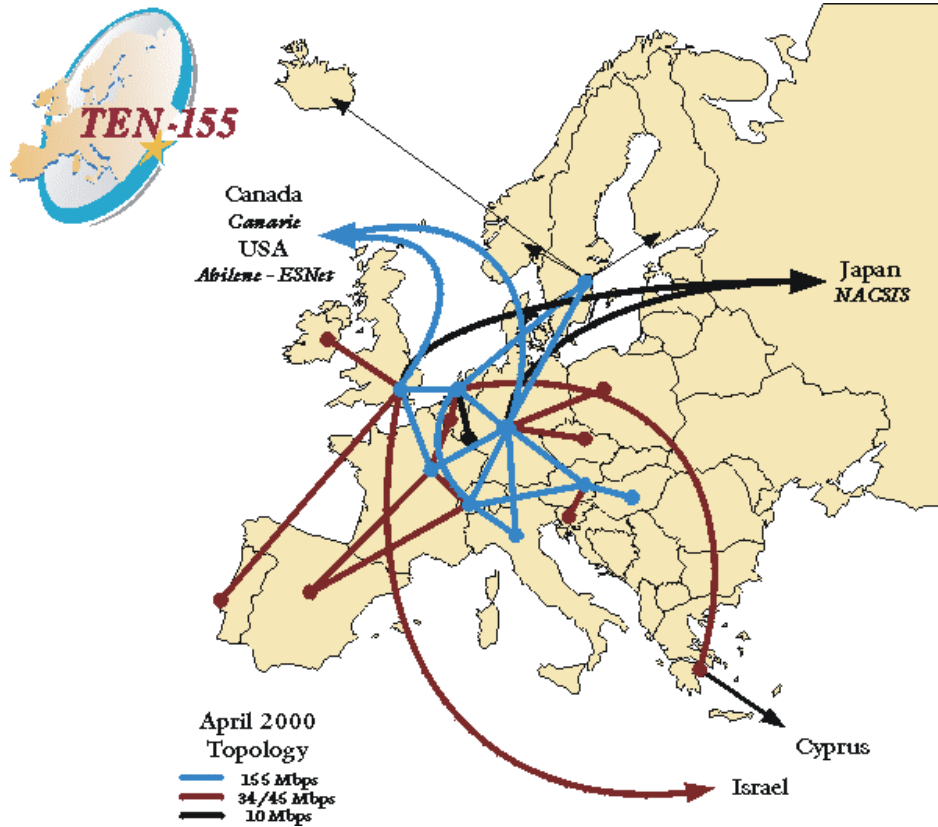 TEN-155
Canada
Canarie
USA
Abilene - ESNet
Japan
NACSIS
April 2000
Topology
155 Mbps
34/45 Mbps
10 Mbps
Cyprus
Israel